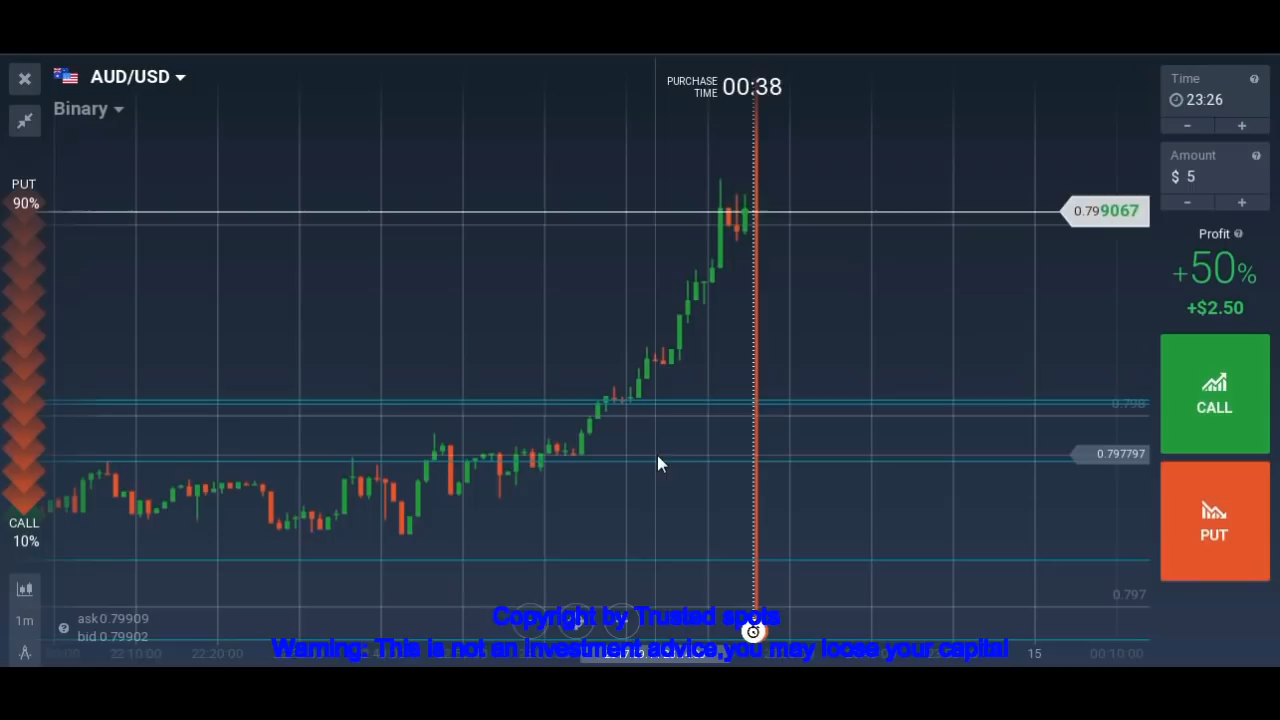 AUD/USD
Binary
PURCHASE
TIME 00:38
Time
23:26
Amount
$ 5
PUT
90%
0.799067
Profit
+50%
+$2.50
CALL
0.798
0.797797
CALL
10%
PUT
0.797
1m
ask 0.79909
bid 0.79902
Copyright by Trusted spots
Warning: This is not an investment advice,you may loose your capital
22:10:00
22:20:00
15
00:10:00